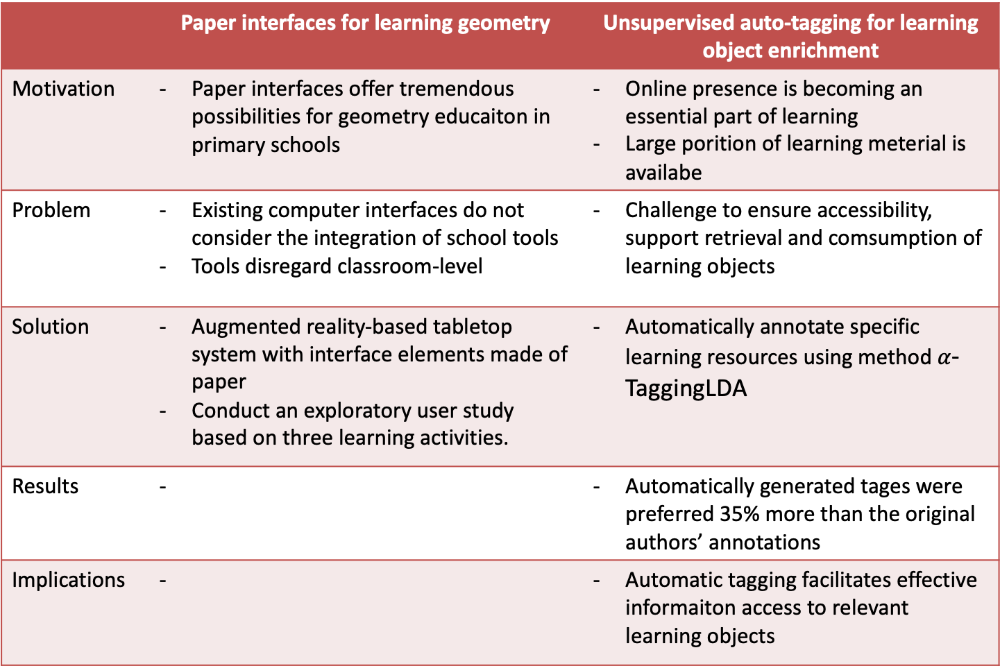 Paper interfaces for learning geometry
Unsupervised auto-tagging for learning
object enrichment
Motivation
- Paper interfaces offer tremendous
possibilities for geometry educaiton in
primary schools
- Online presence is becoming an
essential part of learning
- Large porition of learning meterial is
availabe
Problem
- Existing computer interfaces do not
consider the integration of school tools
- Tools disregard classroom-level
- Challenge to ensure accessibility,
support retrieval and comsumption of
learning objects
Solution
- Augmented reality-based tabletop
system with interface elements made of
paper
- Conduct an exploratory user study
based on three learning activities.
- Automatically annotate specific
learning resources using method α-
TaggingLDA
Results
-
- Automatically generated tages were
preferred 35% more than the original
authors’ annotations
Implications
-
- Automatic tagging facilitates effective
informaiton access to relevant
learning objects